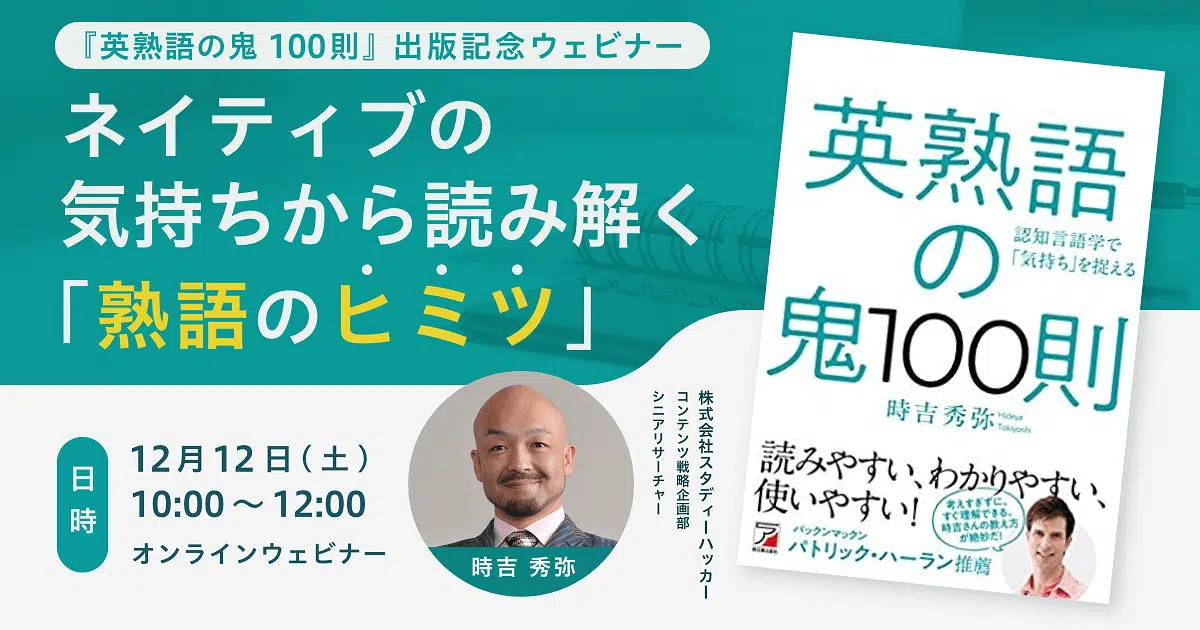 『英熟語の鬼100則』出版記念ウェビナー
ネイティブの
気持ちから読み解く
「熟語のヒミツ」
日時
12月12日(土)
10:00～12:00
オンラインウェビナー
時吉 秀弥
株式会社スタディーハッカー
コンテンツ戦略企画部
シニアリサーチャー
英熟語
の
認知言語学で
「気持ち」を捉える
鬼100則
時吉秀弥
Hideya
Tokiyoshi
読みやすい、わかりやすい、
使いやすい!
考えすぎずに、
すぐ理解できる。
時吉さんの教え方
が絶妙だ!
パックンマックン
パトリック・ハーラン推薦
ア
明日香出版社